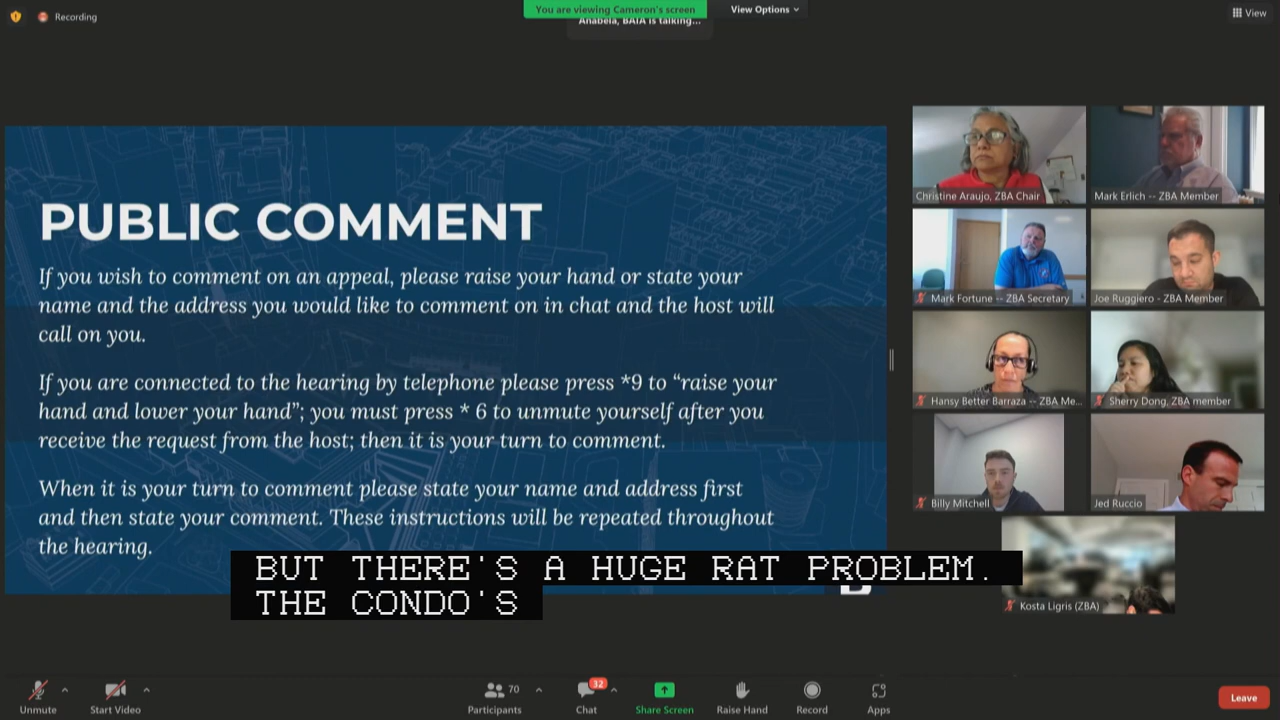 Recording
You are viewing Cameron's screen
View Options
View
Anabela, BAIA is talking...
PUBLIC COMMENT
If you wish to comment on an appeal, please raise your hand or state your
name and the address you would like to comment on in chat and the host will
call on you.
If you are connected to the hearing by telephone please press *9 to “raise your
hand and lower your hand”; you must press * 6 to unmute yourself after you
receive the request from the host; then it is your turn to comment.
When it is your turn to comment please state your name and address first
and then state your comment. These instructions will be repeated throughout
the hearing.
BUT THERE'S A HUGE RAT PROBLEM.
THE CONDO'S
Christine Araujo, ZBA Chair
Mark Erlich -- ZBA Member
Mark Fortune -- ZBA Secretary
Joe Ruggiero - ZBA Member
Hansy Better Barraza -- ZBA Me...
Sherry Dong, ZBA member
Billy Mitchell
Jed Ruccio
Kosta Ligris (ZBA)
Unmute
Start Video
Participants
70
Chat
32
Share Screen
Raise Hand
Record
Apps
Leave